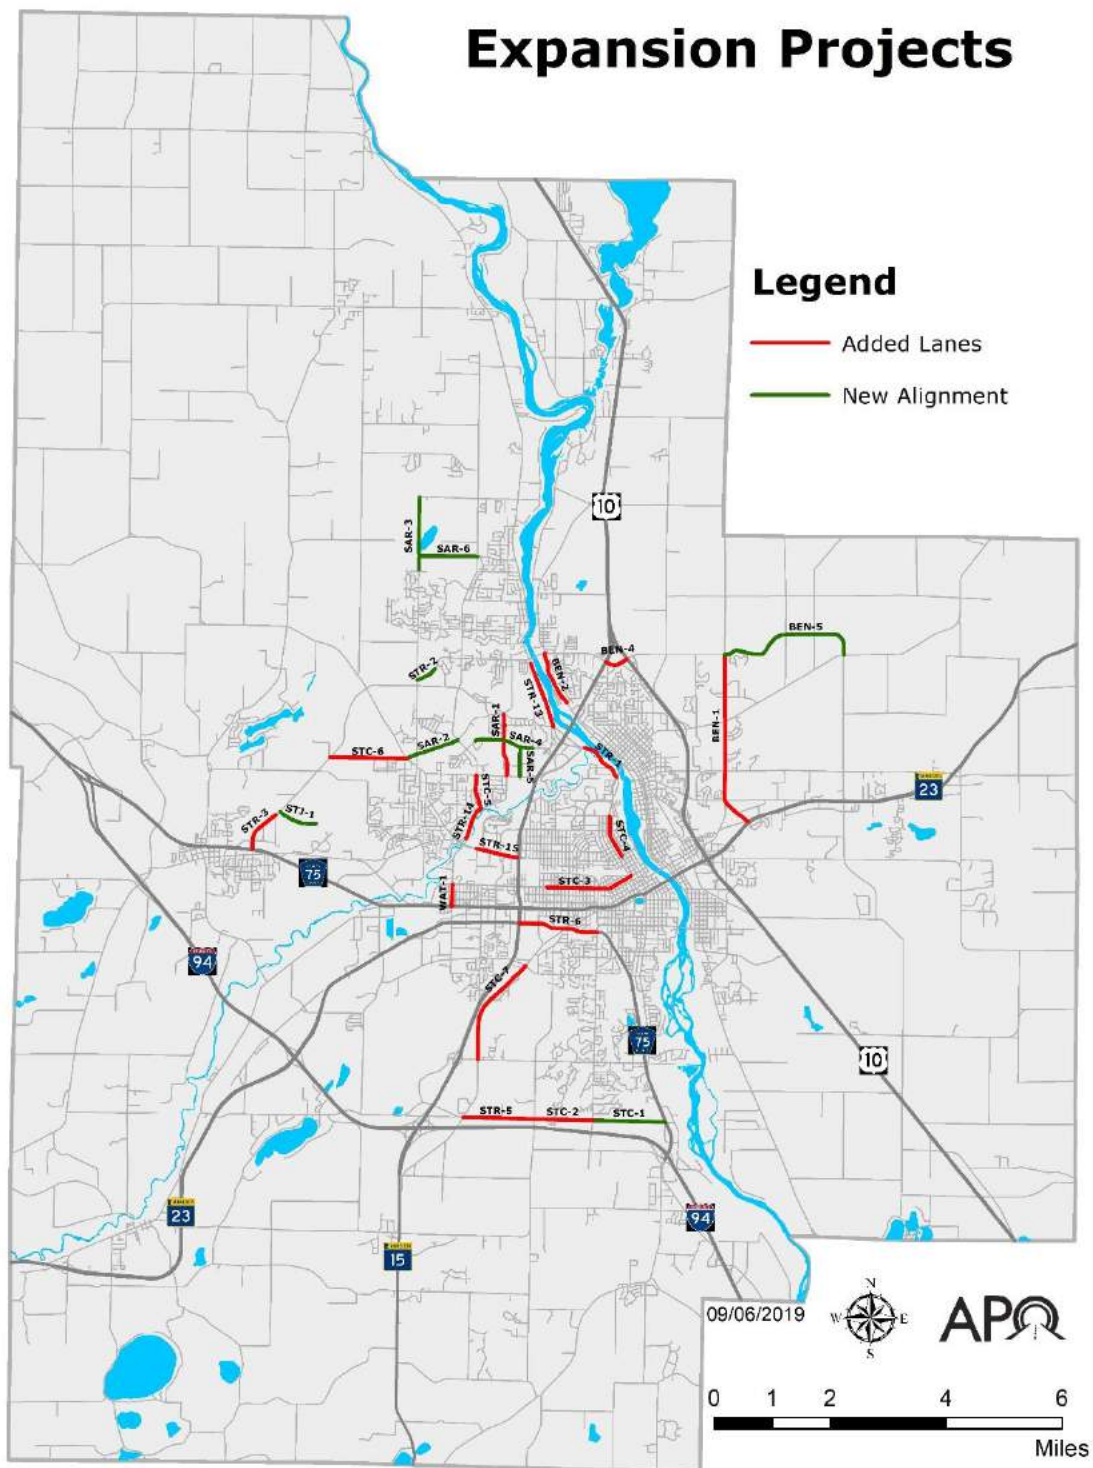 Expansion Projects
Legend
Added Lanes
New Alignment
10
SAR-3
SAR-6
BEN-5
BEN-4
STR-2
BEN-2
STR-13
SAR-1
BEN-1
SAR-2
SAR-4
STC-6
SAR-5
STR-1
STC-5
23
STR-3
STJ-1
STR-14
STC-4
STR-15
75
WAT-1
STC-3
STR-6
94
STC-7
75
10
STR-5
STC-2
STC-1
23
94
15
09/06/2019
N
W
E
S
APO
0 1 2 4 6
Miles